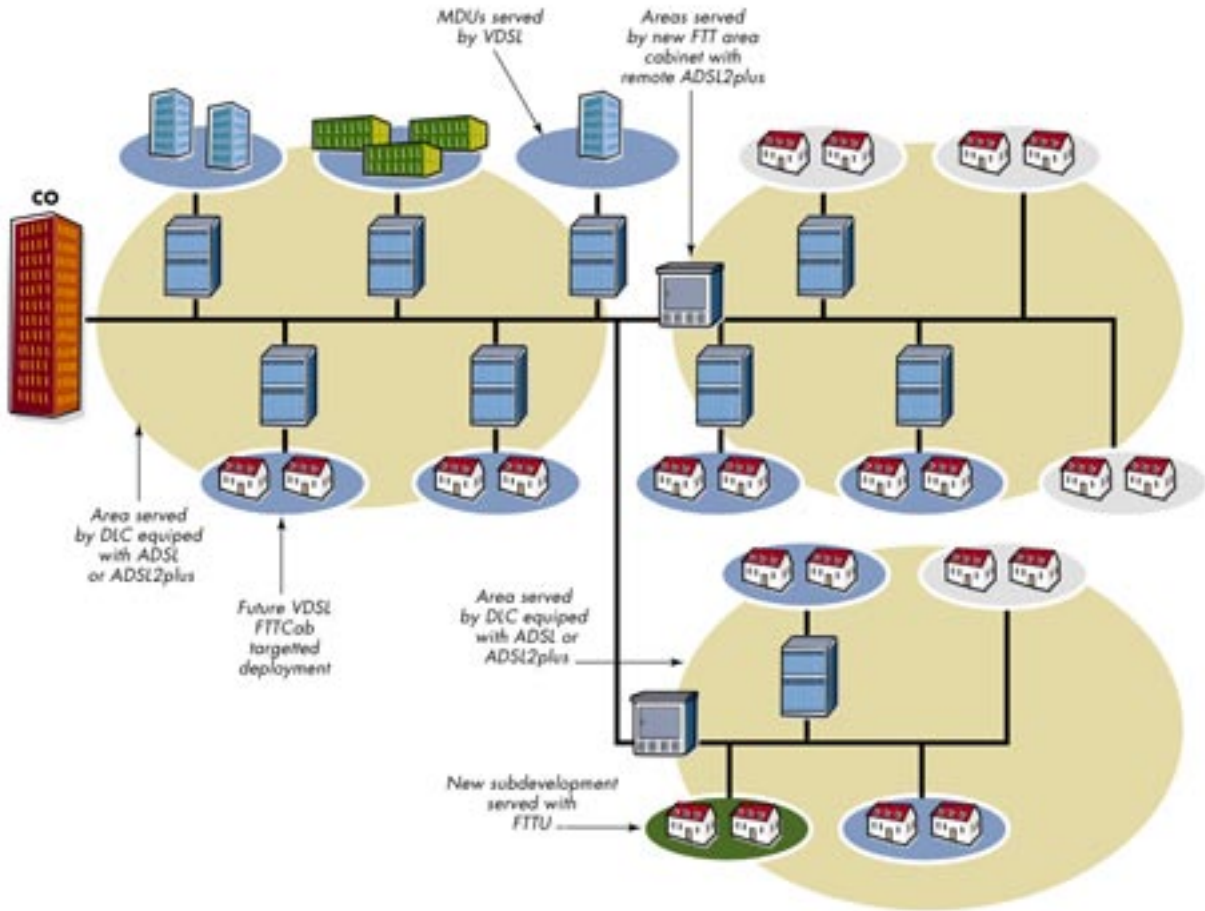 MDUs served
by VDSL
Areas served
by new FTT area
cabinet with
remote ADSL2plus
CO
Area served
by DLC equiped
with ADSL
or ADSL2plus
Future VDSL
FTTCab
targetted
deployment
Area served
by DLC equiped
with ADSL or
ADSL2plus
New subdevelopment
served with
FTTU